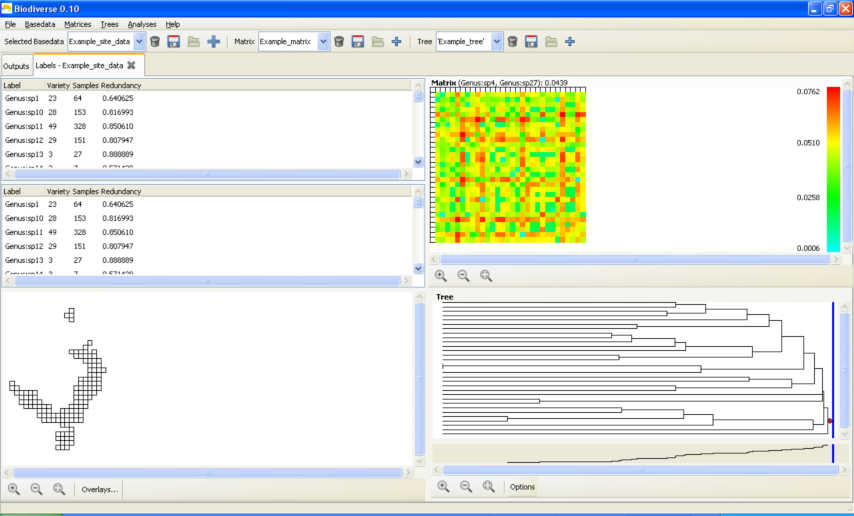 Biodiverse 0.10
File Basedata Matrices Trees Analyses Help
Selected Basedata Example_site_data Matrix Example_matrix Tree 'Example_tree'
Outputs Labels - Example_site_data
Label Variety Samples Redundancy
Genus:sp1 23 64 0.640625
Genus:sp10 28 153 0.816993
Genus:sp11 49 328 0.850610
Genus:sp12 29 151 0.807947
Genus:sp13 3 27 0.888889
Label Variety Samples Redundancy
Genus:sp1 23 64 0.640625
Genus:sp10 28 153 0.816993
Genus:sp11 49 328 0.850610
Genus:sp12 29 151 0.807947
Genus:sp13 3 27 0.888889
Overlays...
Matrix (Genus:sp4, Genus:sp27): 0.0439
0.0762
0.0510
0.0258
0.0006
Tree
Options